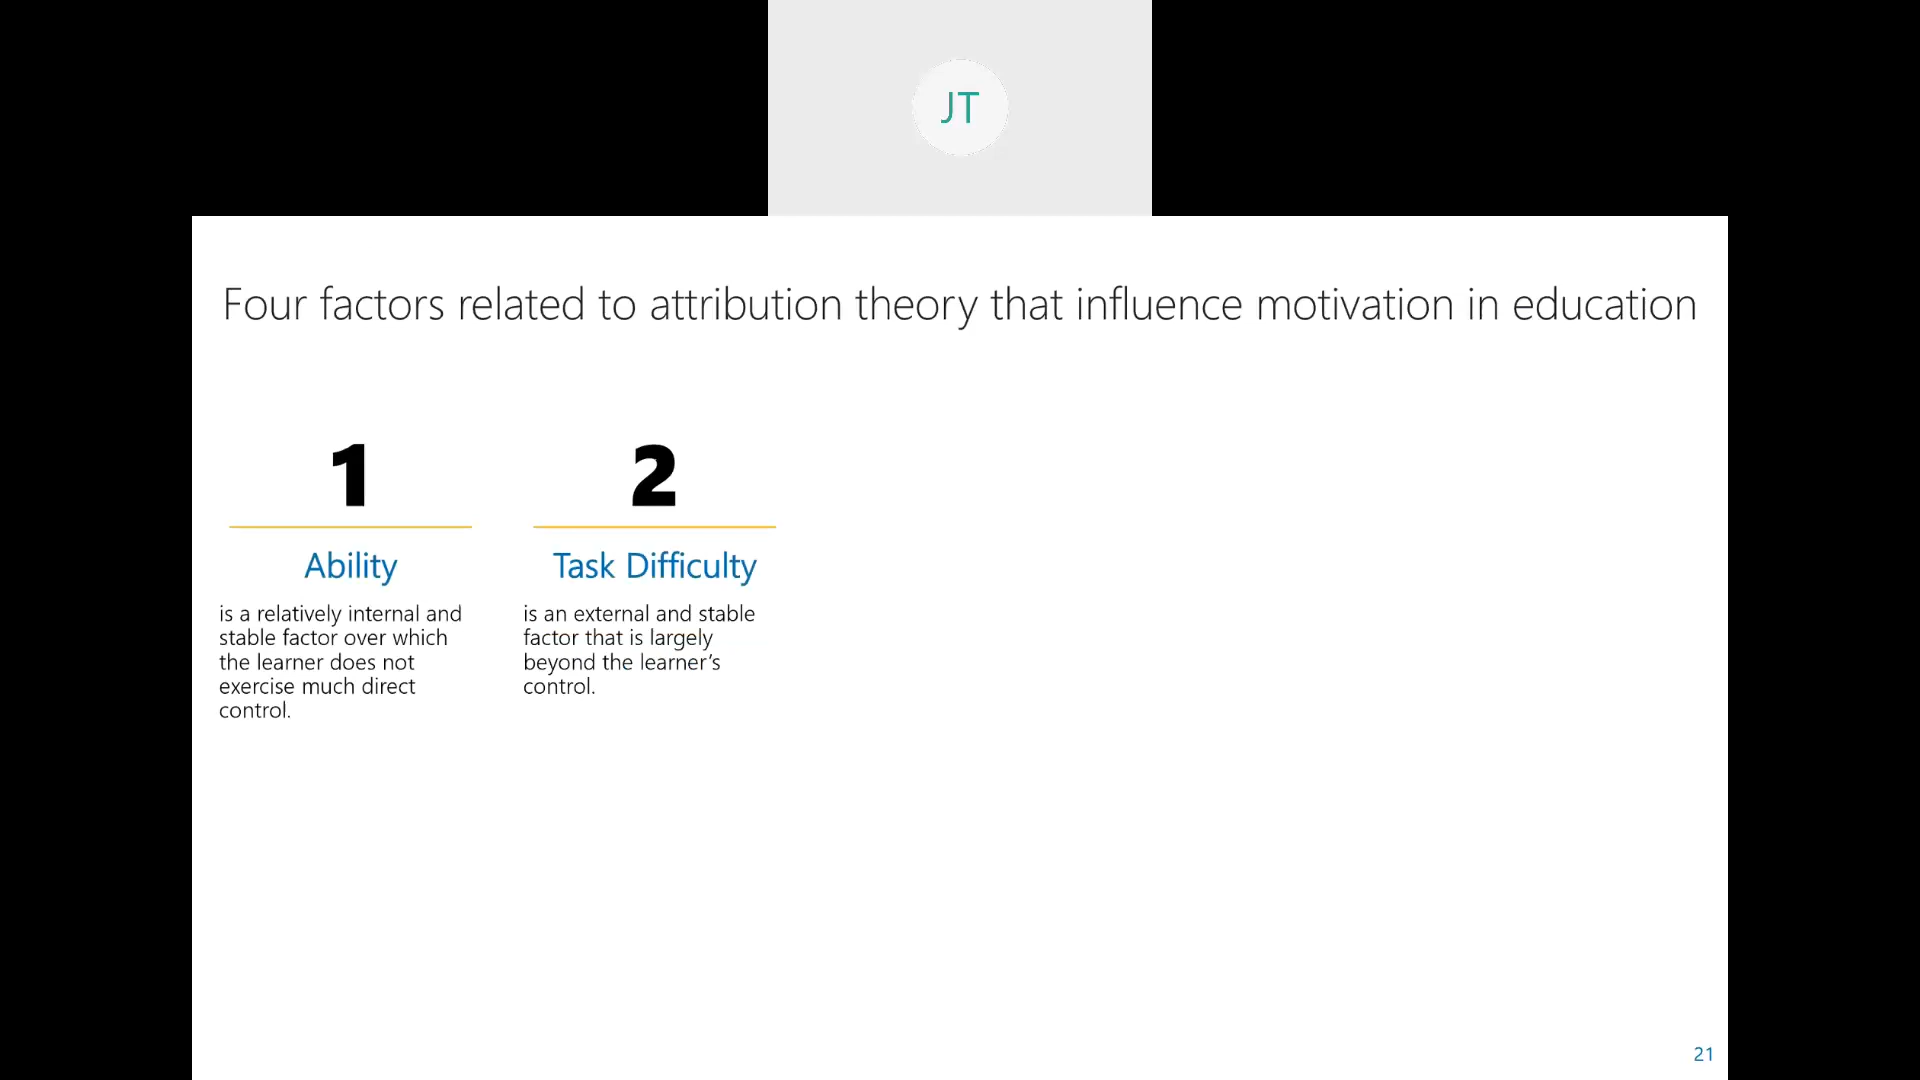 JT
Four factors related to attribution theory that influence motivation in education
1
Ability
is a relatively internal and
stable factor over which
the learner does not
exercise much direct
control.
2
Task Difficulty
is an external and stable
factor that is largely
beyond the learner’s
control.
21